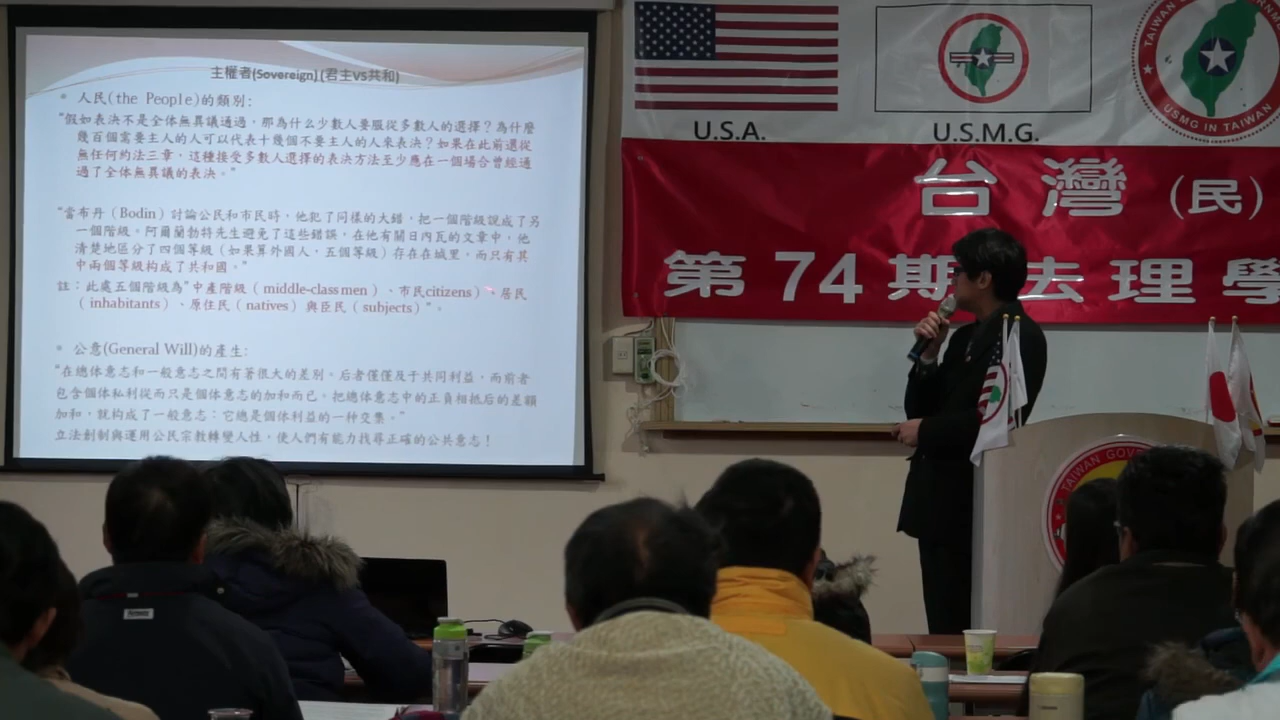 主權者(Sovereign) (君主VS共和)
人民(the People)的類別:
"假如表決不是全体無異議通過，那為什么少數人要服從多數人的選擇？為什麼
幾百個需要主人的人可以代表十幾個不要主人的人來表決？如果在此前選從
無任何約法三章，這種接受多數人選擇的表決方法至少應在一個場合曾經通
過了全体無異議的表決。"
"當布丹（Bodin）討論公民和市民時，他犯了同樣的大錯，把一個階級說成了另
一個階級。阿爾蘭勃特先生避免了這些錯誤，在他有關日內瓦的文章中，他
清楚地區分了四個等級（如果算外國人，五個等級）存在在城里，而只有其
中兩個等級构成了共和國。"
註：此處五個階級為"中產階級（middle-class men）、市民citizens）、居民
（inhabitants）、原住民（natives）與臣民（subjects）"。
公意(General Will)的產生:
"在總体意志和一般意志之間有著很大的差別。后者僅僅及于共同利益，而前者
包含個体私利從而只是個体意志的加和而已。把總体意志中的正負相抵后的差額
加和，就构成了一般意志：它總是個体利益的一种交集。"
立法創制與運用公民宗教轉變人性，使人們有能力找尋正確的公共意志！
U.S.A.
U.S.M.G.
USMG IN TAIWAN
台灣(民)
第74期法理學
TAIWAN GOV